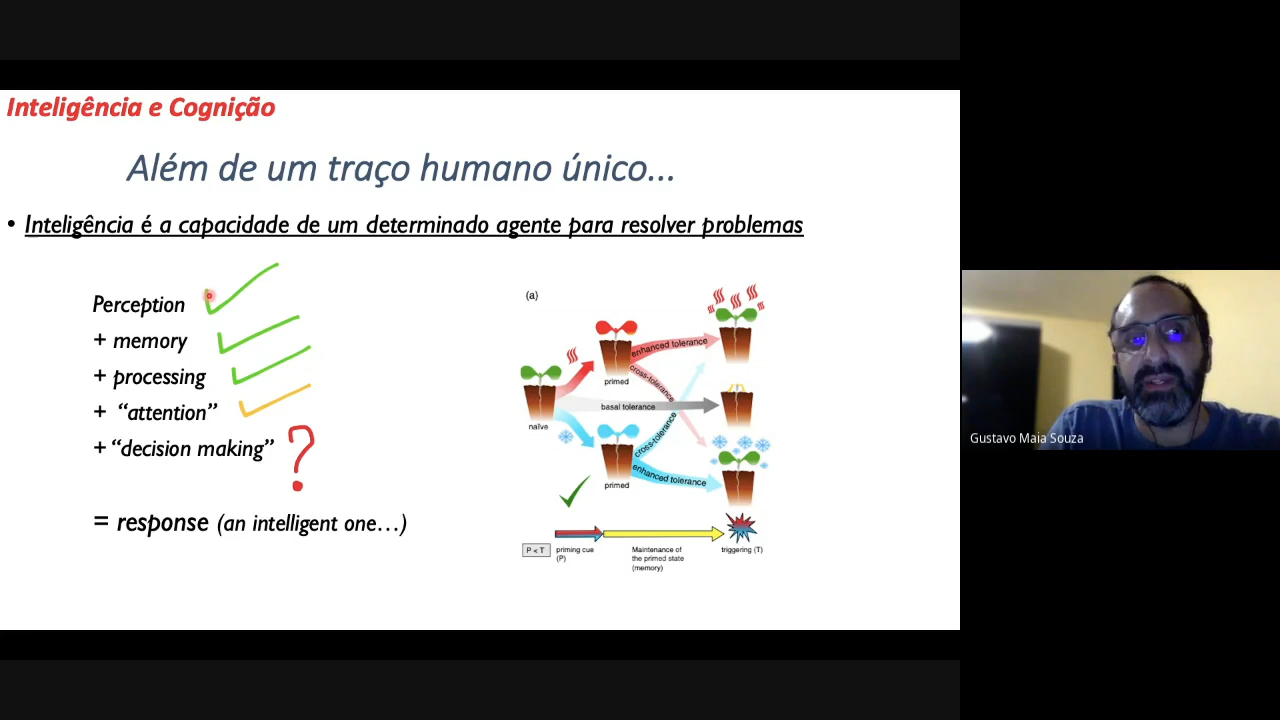 Inteligência e Cognição
Além de um traço humano único...
• Inteligência é a capacidade de um determinado agente para resolver problemas
Perception
+ memory
+ processing
+ “attention”
+ “decision making”
?
= response (an intelligent one…)
(a)
enhanced tolerance
primed
cross-tolerance
basal tolerance
naïve
cross-tolerance
enhanced tolerance
primed
P < T
priming cue
(P)
Maintenance of
the primed state
(memory)
triggering (T)
Gustavo Maia Souza